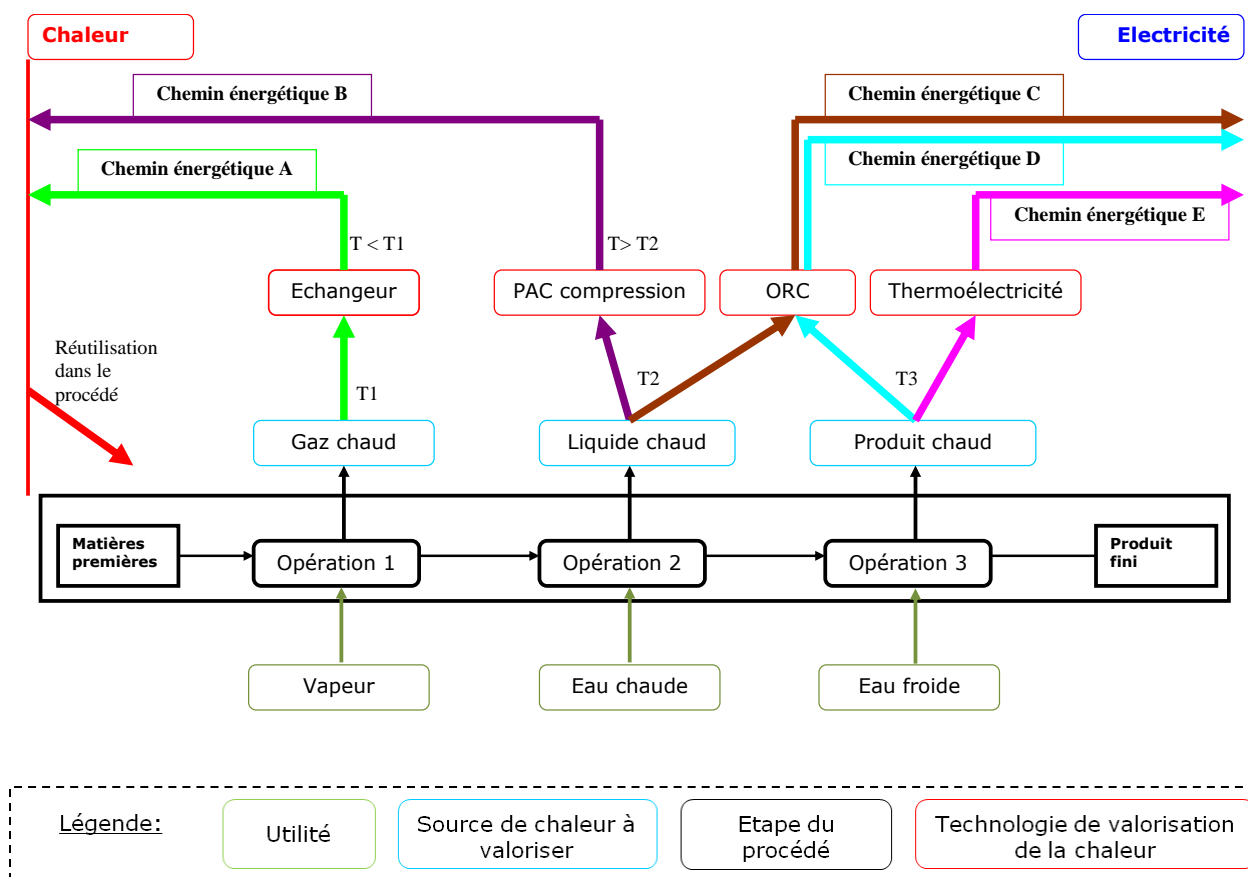 Chaleur
Electricité
Chemin énergétique B
Chemin énergétique C
Chemin énergétique A
Chemin énergétique D
Chemin énergétique E
T < T1
T> T2
Echangeur
PAC compression
ORC
Thermoélectricité
Réutilisation
dans le
procédé
T1
T2
T3
Gaz chaud
Liquide chaud
Produit chaud
Matières
premières
Opération 1
Opération 2
Opération 3
Produit
fini
Vapeur
Eau chaude
Eau froide
Légende:
Utilité
Source de chaleur à
valoriser
Etape du
procédé
Technologie de valorisation
de la chaleur